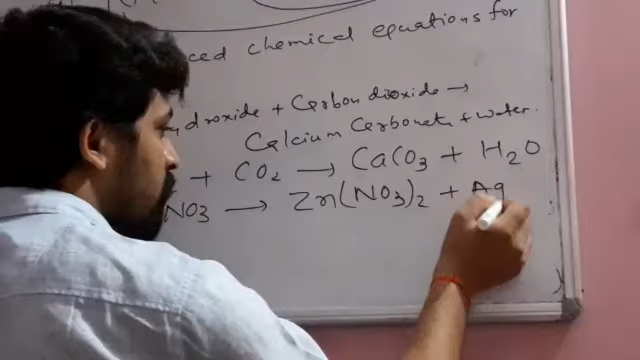 ced chemical equations for
droxide + Carbon dioxide →
Calcium Carbonate + water.
+ CO₂ → CaCO₃ + H₂O
NO₃ → Zn(NO₃)₂ + Ag